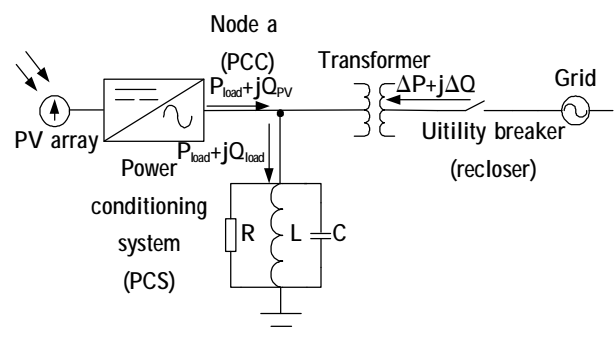 Node a
(PCC)
Transformer
Grid
P_load+jQ_PV
ΔP+jΔQ
PV array
Uitility breaker
(recloser)
P_load+jQ_load
Power
conditioning
system
(PCS)
R
L
C